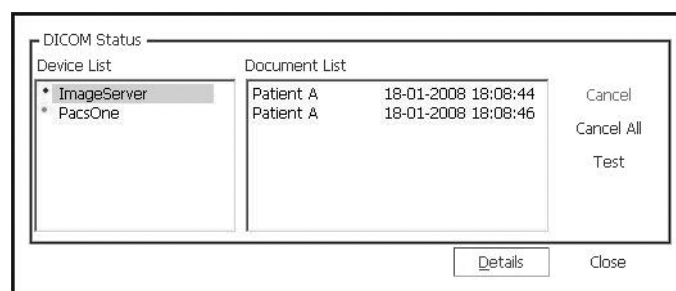 DICOM Status
Device List
Document List
• ImageServer
• PacsOne
Patient A 18-01-2008 18:08:44
Patient A 18-01-2008 18:08:46
Cancel
Cancel All
Test
Details
Close